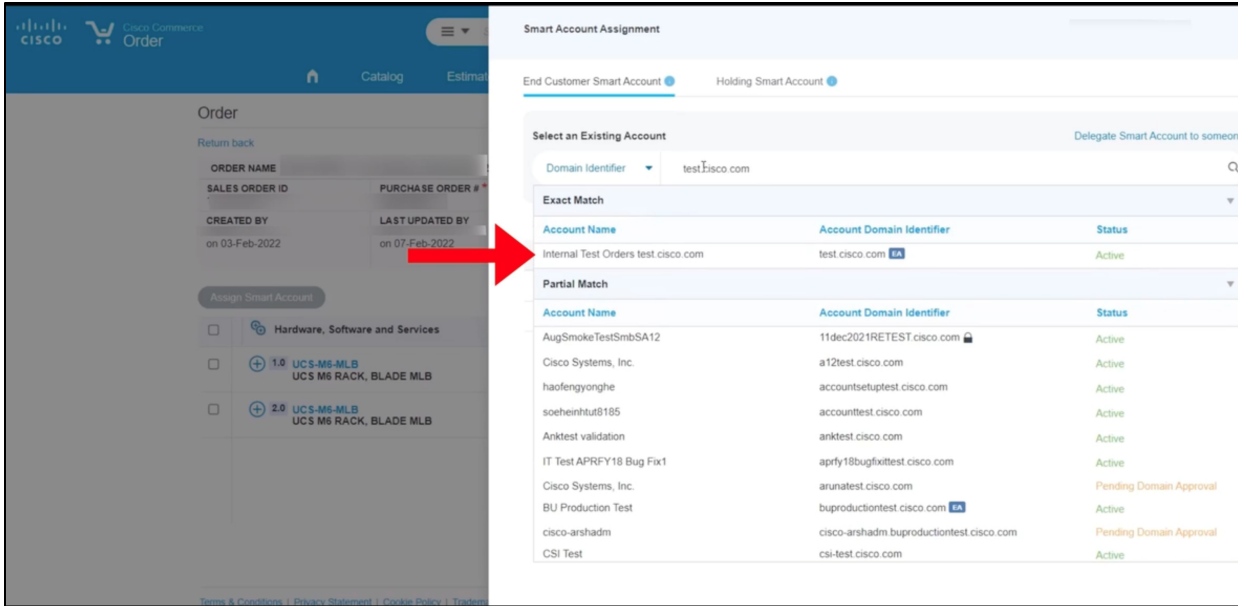 CISCO
Cisco Commerce
Order
Catalog
Order
Return back
ORDER NAME
SALES ORDER ID PURCHASE ORDER # *
CREATED BY LAST UPDATED BY
on 03-Feb-2022 on 07-Feb-2022
Assign Smart Account
Hardware, Software and Services
1.0 UCS-M6-MLB
UCS M6 RACK, BLADE MLB
2.0 UCS-M6-MLB
UCS M6 RACK, BLADE MLB
Terms & Conditions | Privacy Statement | Cookie Policy |
Smart Account Assignment
End Customer Smart Account Holding Smart Account
Select an Existing Account Delegate Smart Account to
Domain Identifier test.cisco.com
Exact Match
Account Name Account Domain Identifier Status
Internal Test Orders test.cisco.com test.cisco.com EA Active
Partial Match
Account Name Account Domain Identifier Status
AugSmokeTestSmbSA12 11dec2021RETEST.cisco.com Active
Cisco Systems, Inc. a12test.cisco.com Active
haofengyonghe accountsetuptest.cisco.com Active
soeheinhtut8185 accounttest.cisco.com Active
Anktest validation anktest.cisco.com Active
IT Test APRFY18 Bug Fix1 aprfy18bugfixittest.cisco.com Active
Cisco Systems, Inc. arunatest.cisco.com Pending Domain Approval
BU Production Test buproductiontest.cisco.com EA Active
cisco-arshadm cisco-arshadm.buproductiontest.cisco.com Pending Domain Approval
CSI Test csi-test.cisco.com Active